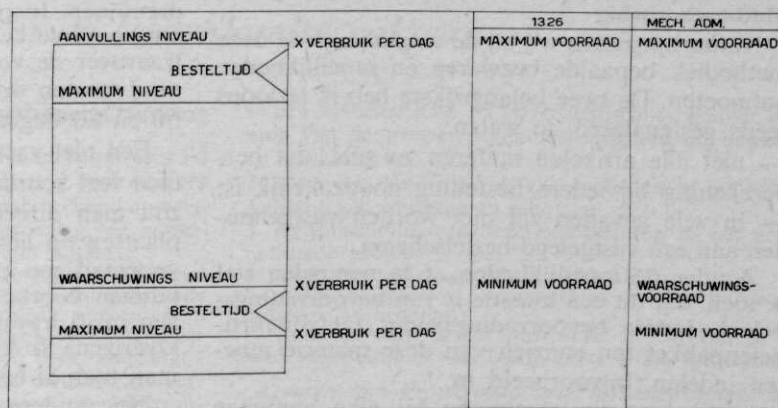 1326 MECH. ADM.
AANVULLINGS NIVEAU X VERBRUIK PER DAG MAXIMUM VOORRAAD MAXIMUM VOORRAAD
BESTELTIJD
MAXIMUM NIVEAU
WAARSCHUWINGS NIVEAU X VERBRUIK PER DAG MINIMUM VOORRAAD WAARSCHUWINGS-
VOORRAAD
BESTELTIJD
MAXIMUM NIVEAU X VERBRUIK PER DAG MINIMUM VOORRAAD